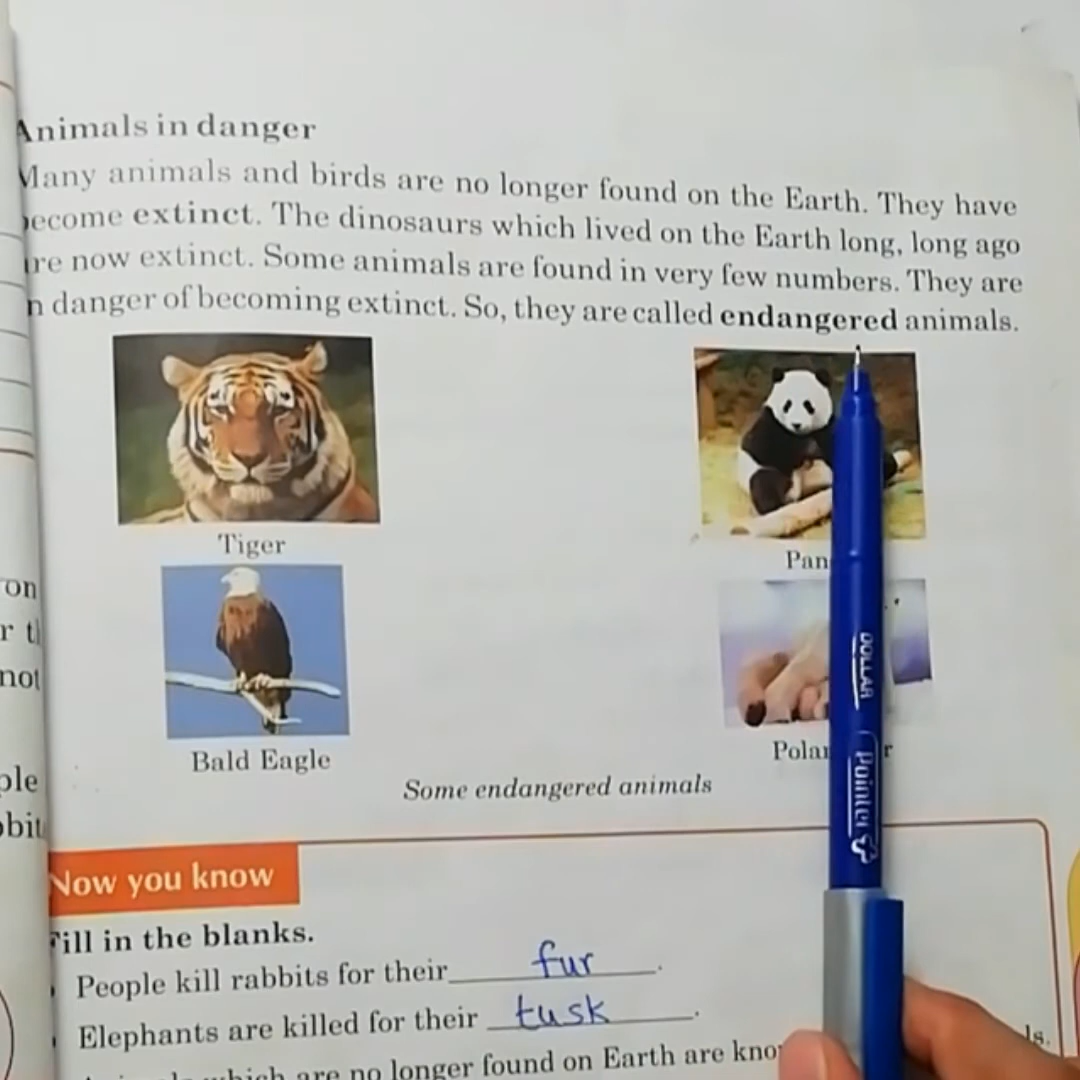 Animals in danger
Many animals and birds are no longer found on the Earth. They have
become extinct. The dinosaurs which lived on the Earth long, long ago
are now extinct. Some animals are found in very few numbers. They are
in danger of becoming extinct. So, they are called endangered animals.
Tiger
Pan
Bald Eagle
Polar
Some endangered animals
DOLLAR
Pointer
on
not
Now you know
Fill in the blanks.
People kill rabbits for their fur.
Elephants are killed for their tusk.
which are no longer found on Earth are